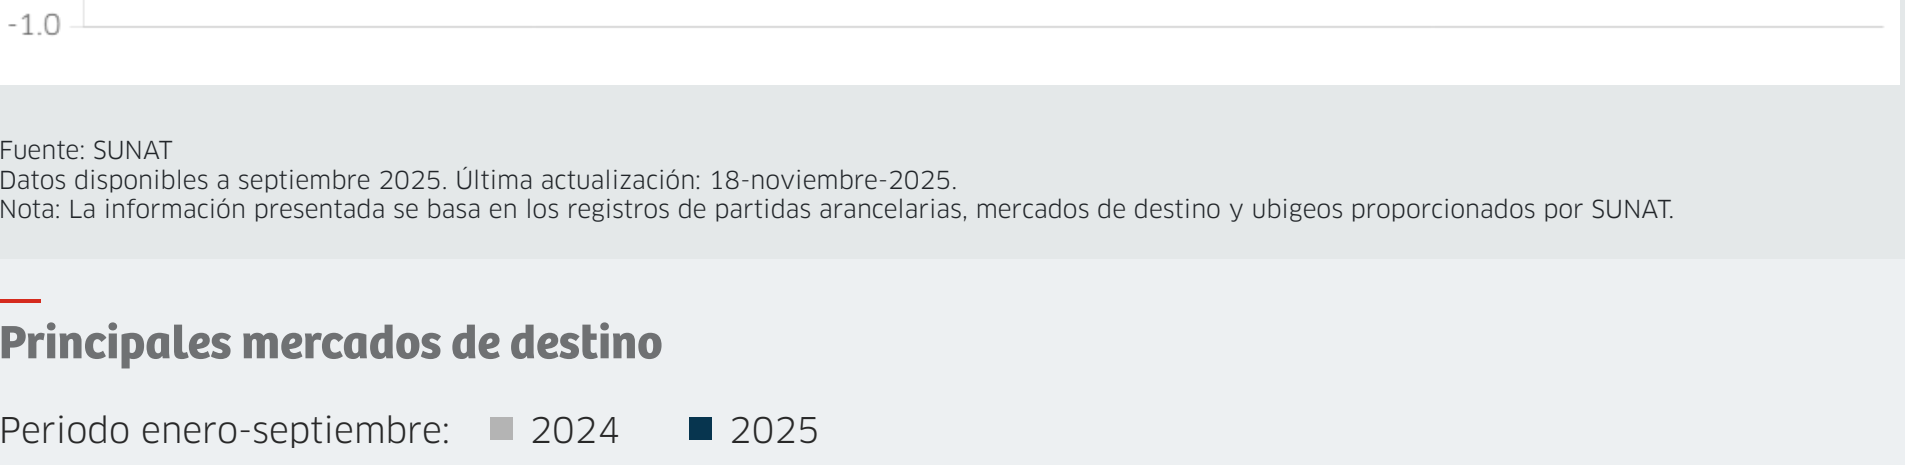 -1.0
Fuente: SUNAT
Datos disponibles a septiembre 2025. Última actualización: 18-noviembre-2025.
Nota: La información presentada se basa en los registros de partidas arancelarias, mercados de destino y ubigeos proporcionados por SUNAT.
Principales mercados de destino
Periodo enero-septiembre: 2024 2025